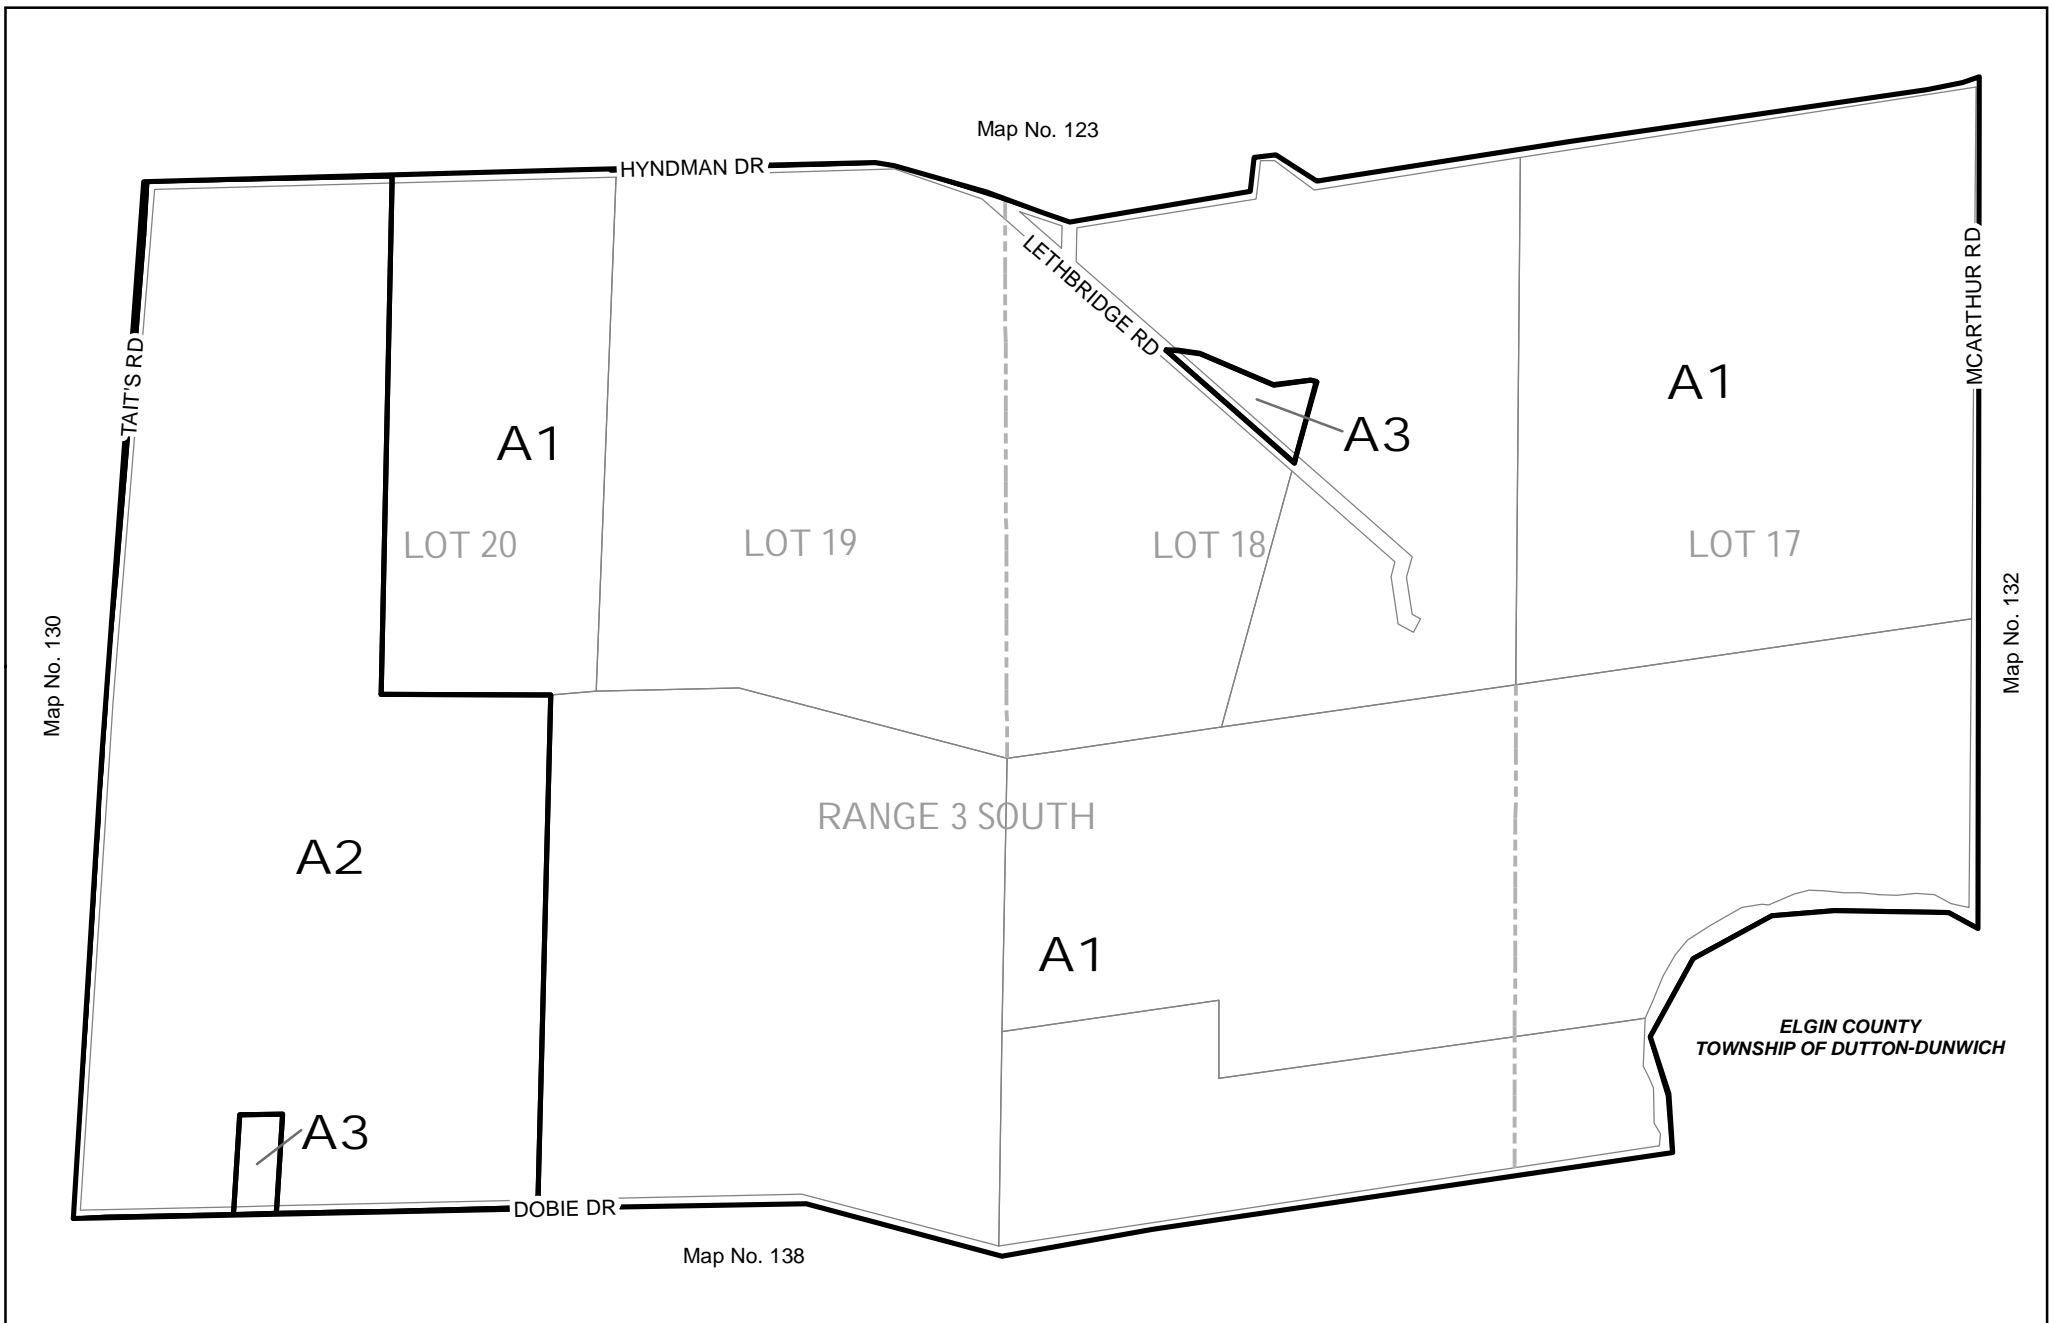 Map No. 123
HYNDMAN DR
LETHBRIDGE RD
MCARTHUR RD
TAIT'S RD
A1
A1
A3
LOT 20
LOT 19
LOT 18
LOT 17
Map No. 130
Map No. 132
RANGE 3 SOUTH
A2
A1
ELGIN COUNTY
TOWNSHIP OF DUTTON-DUNWICH
A3
DOBIE DR
Map No. 138